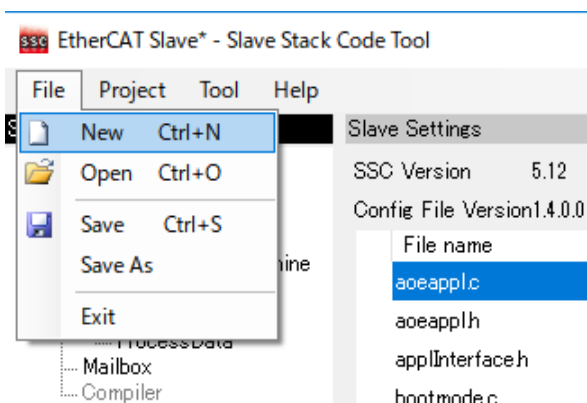 ssc EtherCAT Slave* - Slave Stack Code Tool
File Project Tool Help
New Ctrl+N
Open Ctrl+O
Save Ctrl+S
Save As
Exit
ProcessData
Mailbox
Compiler
Slave Settings
SSC Version 5.12
Config File Version1.4.0.0
File name
aoeappl.c
aoeappl.h
applInterface.h
bootmode.c